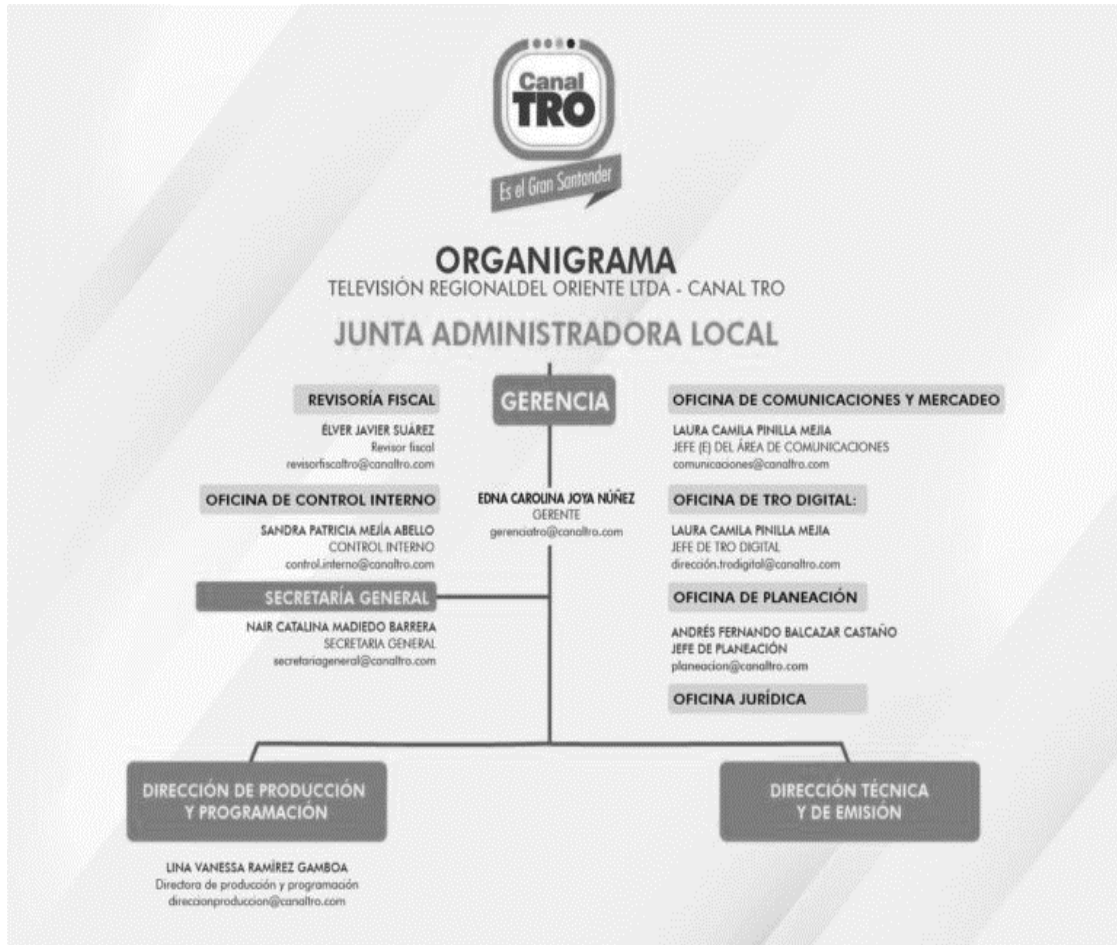 Canal
TRO
Es el Gran Santander
ORGANIGRAMA
TELEVISIÓN REGIONALDEL ORIENTE LTDA - CANAL TRO
JUNTA ADMINISTRADORA LOCAL
GERENCIA
EDNA CAROLINA JOYA NÚÑEZ
GERENTE
gerenciatro@canaltro.com
REVISORÍA FISCAL
ÉLVER JAVIER SUÁREZ
Revisor fiscal
revisorfiscaltro@canaltro.com
OFICINA DE CONTROL INTERNO
SANDRA PATRICIA MEJÍA ABELLO
CONTROL INTERNO
control.interno@canaltro.com
SECRETARÍA GENERAL
NAIR CATALINA MADIEDO BARRERA
SECRETARIA GENERAL
secretariageneral@canaltro.com
OFICINA DE COMUNICACIONES Y MERCADEO
LAURA CAMILA PINILLA MEJIA
JEFE (E) DEL ÁREA DE COMUNICACIONES
comunicaciones@canaltro.com
OFICINA DE TRO DIGITAL:
LAURA CAMILA PINILLA MEJIA
JEFE DE TRO DIGITAL
dirección.trodigital@canaltro.com
OFICINA DE PLANEACIÓN
ANDRÉS FERNANDO BALCAZAR CASTAÑO
JEFE DE PLANEACIÓN
planeacion@canaltro.com
OFICINA JURÍDICA
DIRECCIÓN DE PRODUCCIÓN
Y PROGRAMACIÓN
LINA VANESSA RAMÍREZ GAMBOA
Directora de producción y programación
direccionproduccion@canaltro.com
DIRECCIÓN TÉCNICA
Y DE EMISIÓN